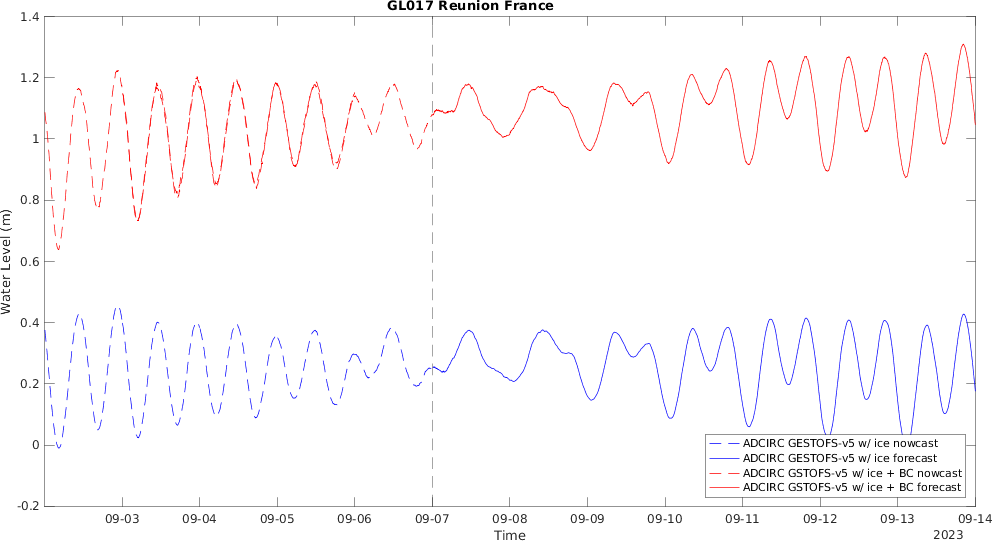 GL017 Reunion France
1.4
1.2
1
0.8
0.6
0.4
0.2
0
-0.2
Water Level (m)
ADCIRC GESTOFS-v5 w/ ice nowcast
ADCIRC GESTOFS-v5 w/ ice forecast
ADCIRC GSTOFS-v5 w/ ice + BC nowcast
ADCIRC GSTOFS-v5 w/ ice + BC forecast
09-03 09-04 09-05 09-06 09-07 09-08 09-09 09-10 09-11 09-12 09-13 09-14
Time
2023